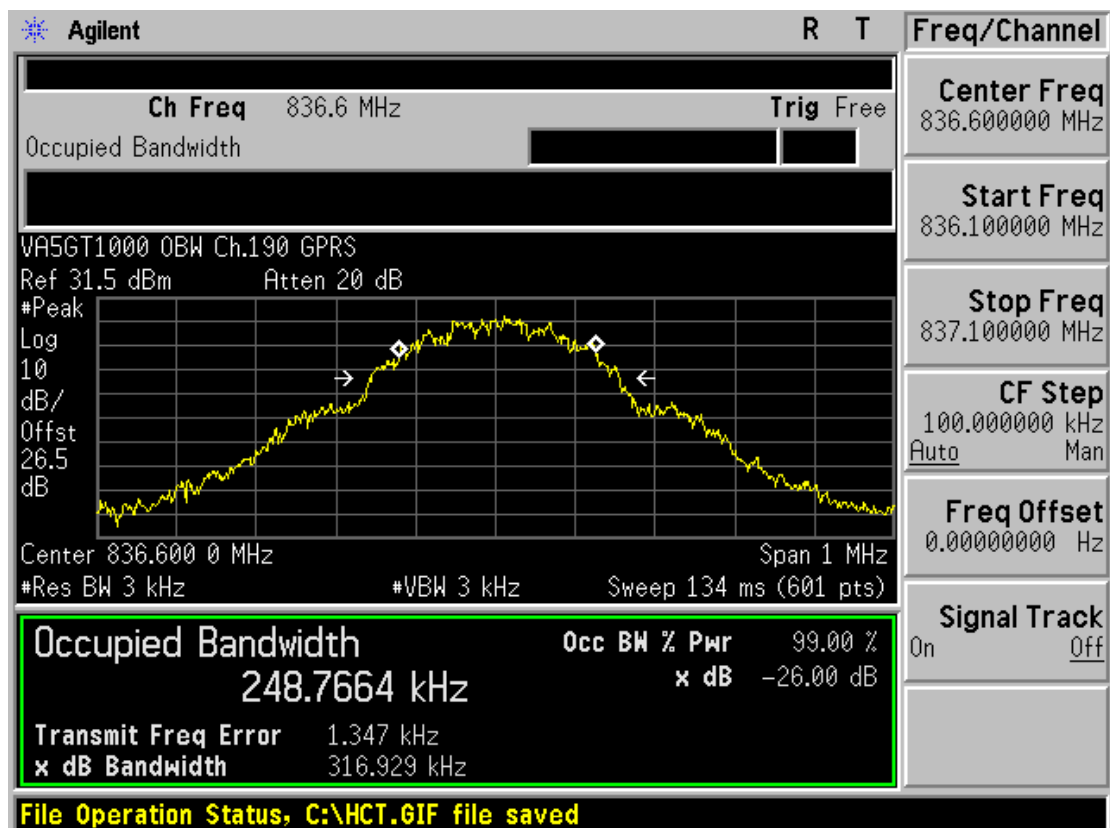 Agilent R T
Freq/Channel
Ch Freq 836.6 MHz Trig Free
Occupied Bandwidth
VA5GT1000 OBW Ch.190 GPRS
Ref 31.5 dBm Atten 20 dB
#Peak
Log
10
dB/
Offst
26.5
dB
Center 836.600 0 MHz Span 1 MHz
#Res BW 3 kHz #VBW 3 kHz Sweep 134 ms (601 pts)
Occupied Bandwidth
248.7664 kHz
Occ BW % Pwr 99.00 %
x dB -26.00 dB
Transmit Freq Error 1.347 kHz
x dB Bandwidth 316.929 kHz
File Operation Status, C:\HCT.GIF file saved
Center Freq
836.600000 MHz
Start Freq
836.100000 MHz
Stop Freq
837.100000 MHz
CF Step
100.000000 kHz
Auto Man
Freq Offset
0.00000000 Hz
Signal Track
On Off